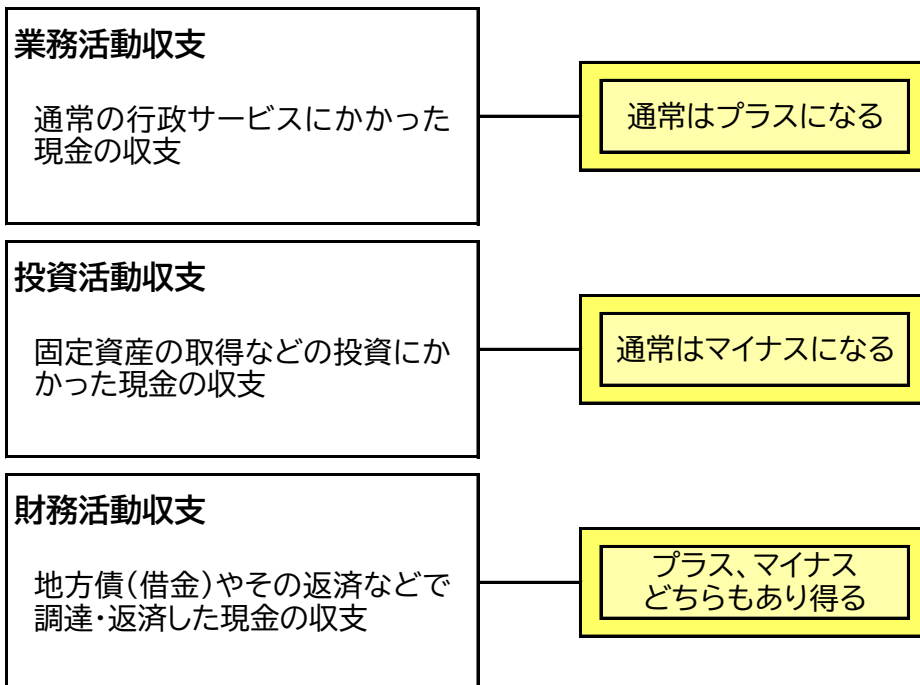 業務活動収支
通常の行政サービスにかかった
現金の収支
通常はプラスになる
投資活動収支
固定資産の取得などの投資にか
かった現金の収支
通常はマイナスになる
財務活動収支
地方債(借金)やその返済などで
調達・返済した現金の収支
プラス、マイナス
どちらもあり得る